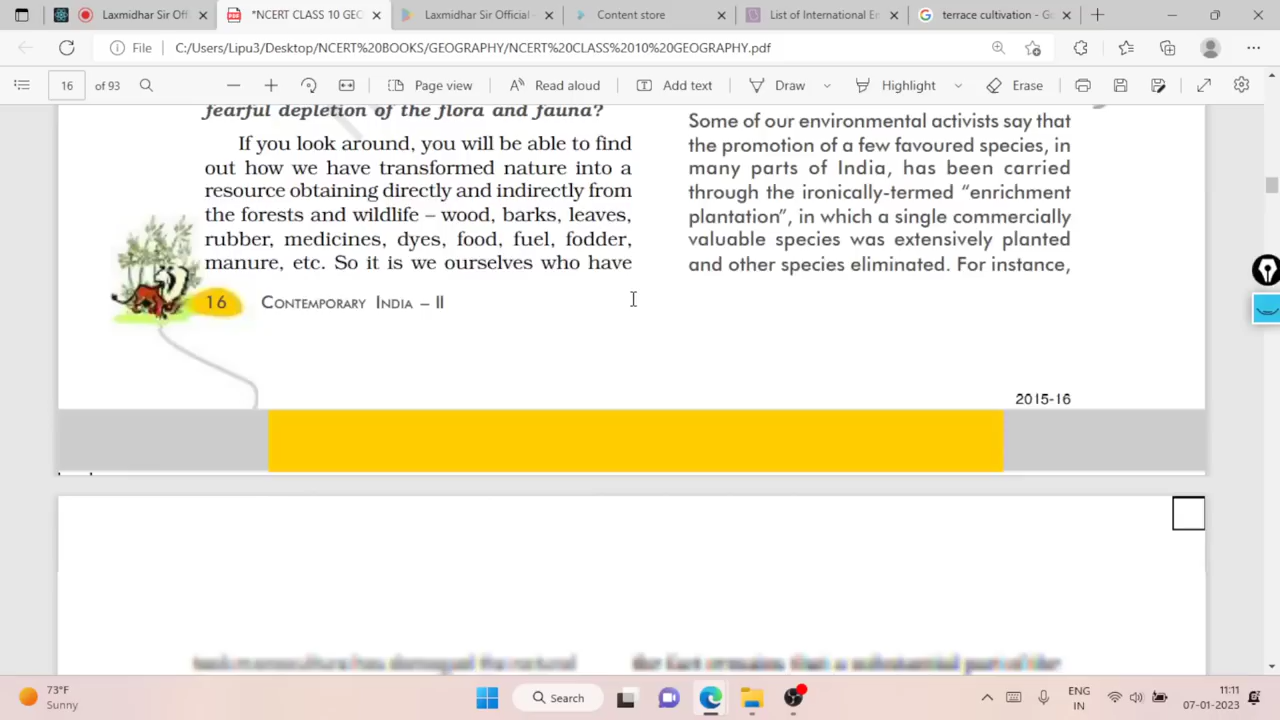 Laxmidhar Sir Off
*NCERT CLASS 10 GEO
Laxmidhar Sir Official -
Content store
List of International En
terrace cultivation - Go
File
C:/Users/Lipu3/Desktop/NCERT%20BOOKS/GEOGRAPHY/NCERT%20CLASS%2010%20GEOGRAPHY.pdf
16 of 93
Page view
Read aloud
Add text
Draw
Highlight
Erase
fearful depletion of the flora and fauna?
If you look around, you will be able to find
out how we have transformed nature into a
resource obtaining directly and indirectly from
the forests and wildlife – wood, barks, leaves,
rubber, medicines, dyes, food, fuel, fodder,
manure, etc. So it is we ourselves who have
16 CONTEMPORARY INDIA – II
Some of our environmental activists say that
the promotion of a few favoured species, in
many parts of India, has been carried
through the ironically-termed “enrichment
plantation”, in which a single commercially
valuable species was extensively planted
and other species eliminated. For instance,
2015-16
73°F
Sunny
Search
ENG
IN
11:11
07-01-2023